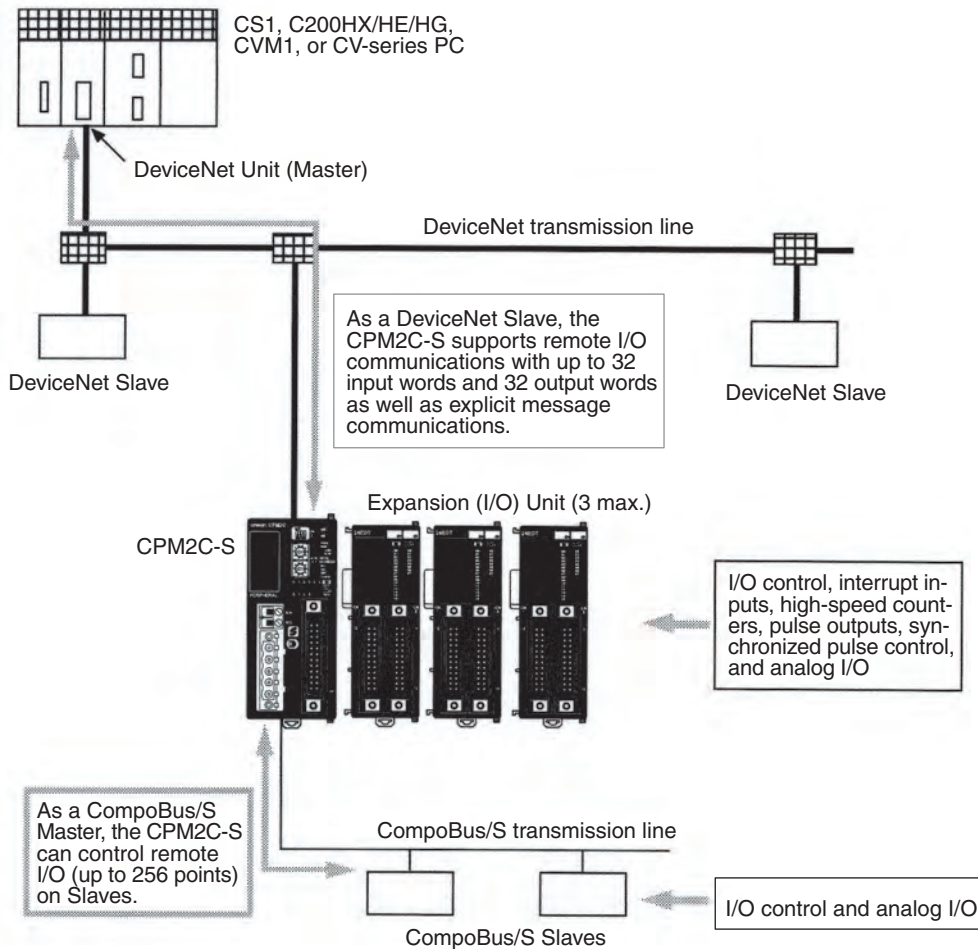 CS1, C200HX/HE/HG,
CVM1, or CV-series PC
DeviceNet Unit (Master)
DeviceNet transmission line
As a DeviceNet Slave, the
CPM2C-S supports remote I/O
communications with up to 32
input words and 32 output words
as well as explicit message
communications.
DeviceNet Slave
DeviceNet Slave
Expansion (I/O) Unit (3 max.)
CPM2C-S
I/O control, interrupt in-
puts, high-speed count-
ers, pulse outputs, syn-
chronized pulse control,
and analog I/O
As a CompoBus/S
Master, the CPM2C-S
can control remote
I/O (up to 256 points)
on Slaves.
CompoBus/S transmission line
I/O control and analog I/O
CompoBus/S Slaves